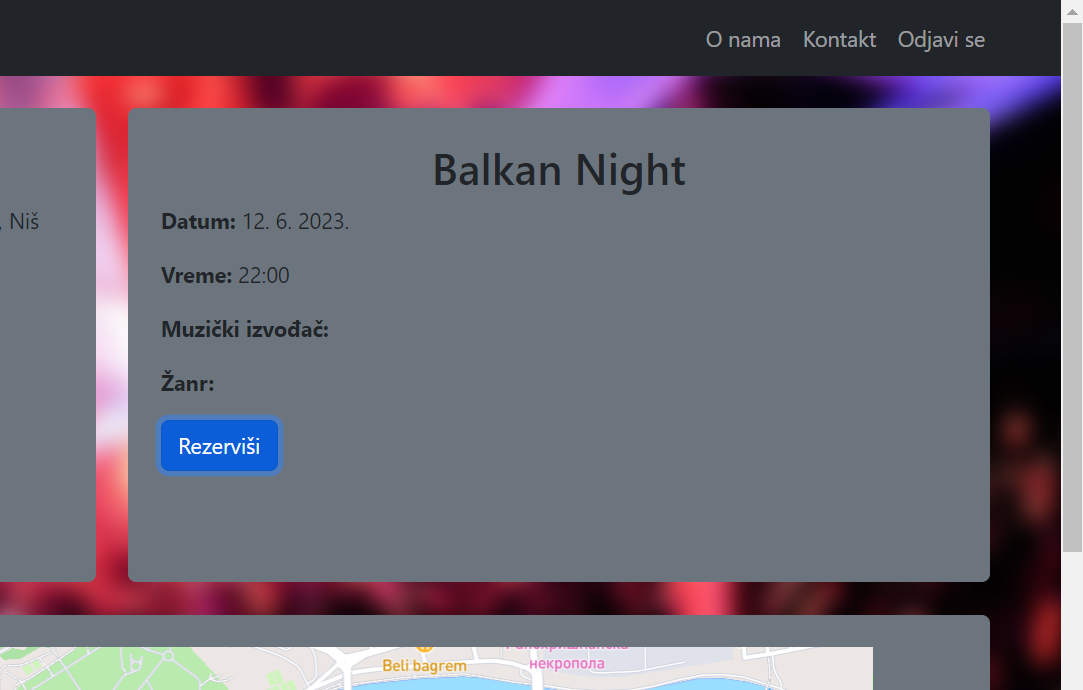 O nama Kontakt Odjavi se
, Niš
Balkan Night
Datum: 12. 6. 2023.
Vreme: 22:00
Muzički izvođač:
Žanr:
Rezerviši
Beli bagrem
некропола